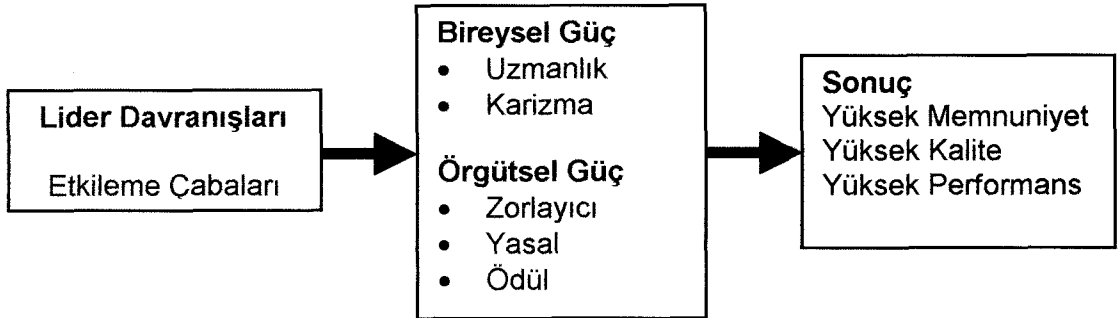 Lider Davranışları
Etkileme Çabaları
Bireysel Güç
• Uzmanlık
• Karizma
Örgütsel Güç
• Zorlayıcı
• Yasal
• Ödül
Sonuç
Yüksek Memnuniyet
Yüksek Kalite
Yüksek Performans